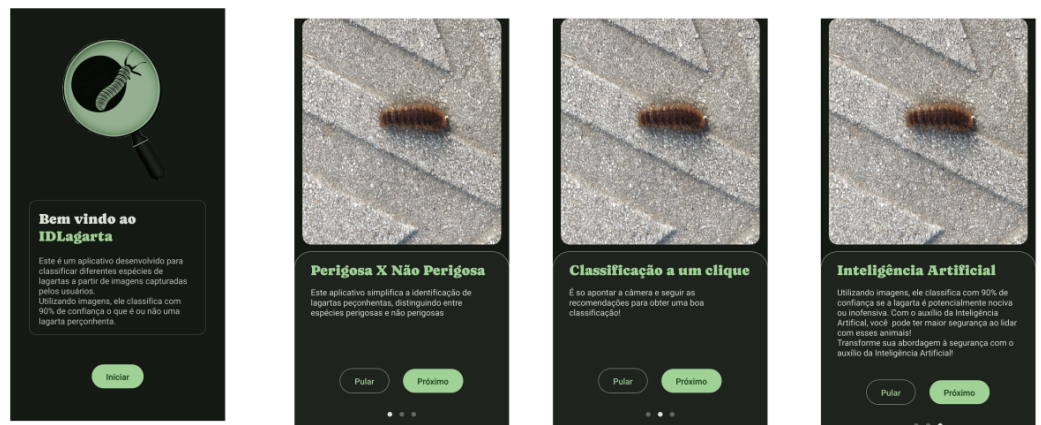 Bem vindo ao
IDLagarta
Este é um aplicativo desenvolvido para
classificar diferentes espécies de
lagartas a partir de imagens capturadas
pelos usuários.
Utilizando imagens, ele classifica com
90% de confiança o que é ou não uma
lagarta perçonhenta.
Iniciar
Perigosa X Não Perigosa
Este aplicativo simplifica a identificação de
lagartas peçonhentas, distinguindo entre
espécies perigosas e não perigosas
Pular
Próximo
Classificação a um clique
É so apontar a câmera e seguir as
recomendações para obter uma boa
classificação!
Pular
Próximo
Inteligência Artificial
Utilizando imagens, ele classifica com 90% de
confiança se a lagarta é potencialmente nociva
ou inofensiva. Com o auxílio da Inteligência
Artifical, você pode ter maior segurança ao lidar
com esses animais!
Transforme sua abordagem à segurança com o
auxílio da Inteligência Artificial!
Pular
Próximo